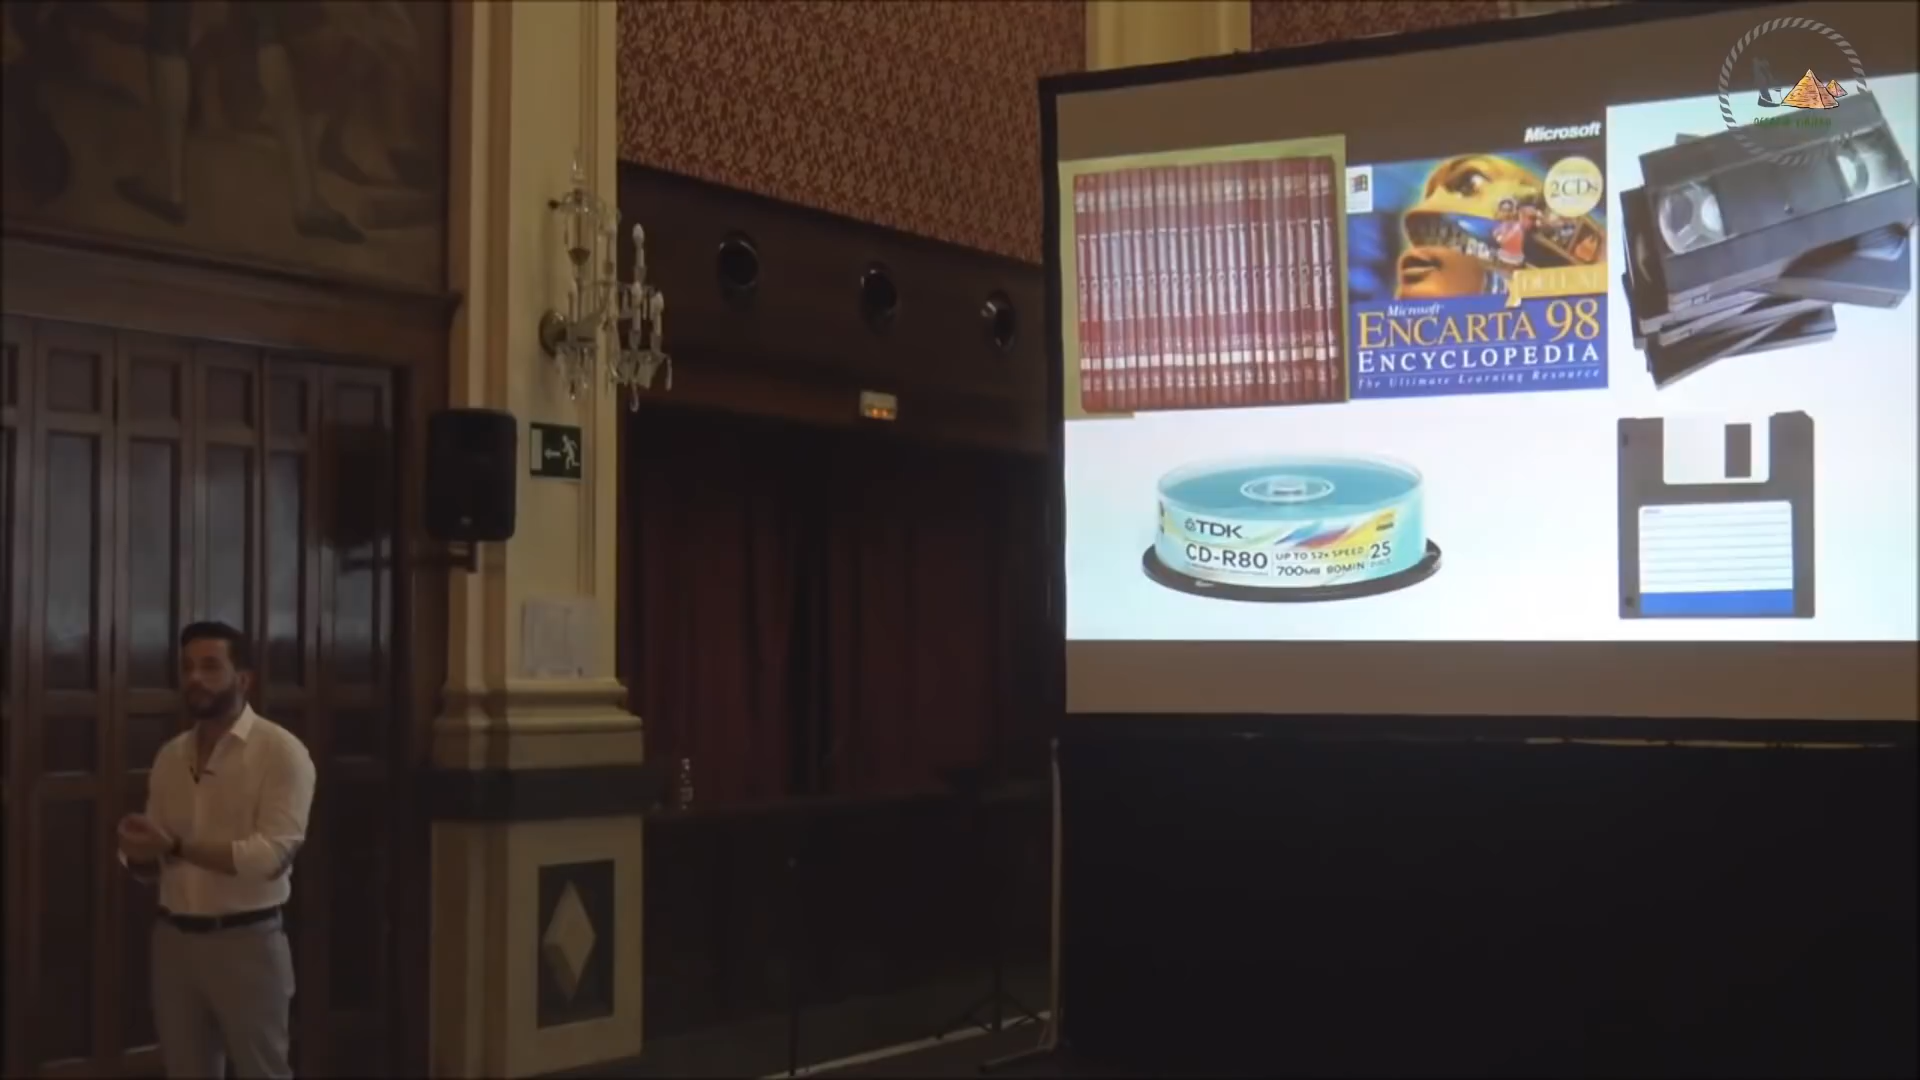 Microsoft
2CDs
DELUXE
Microsoft
ENCARTA 98
ENCYCLOPEDIA
The Ultimate Learning Resource
TDK
CD-R80
UP TO 52x SPEED
700MB 80MIN
25